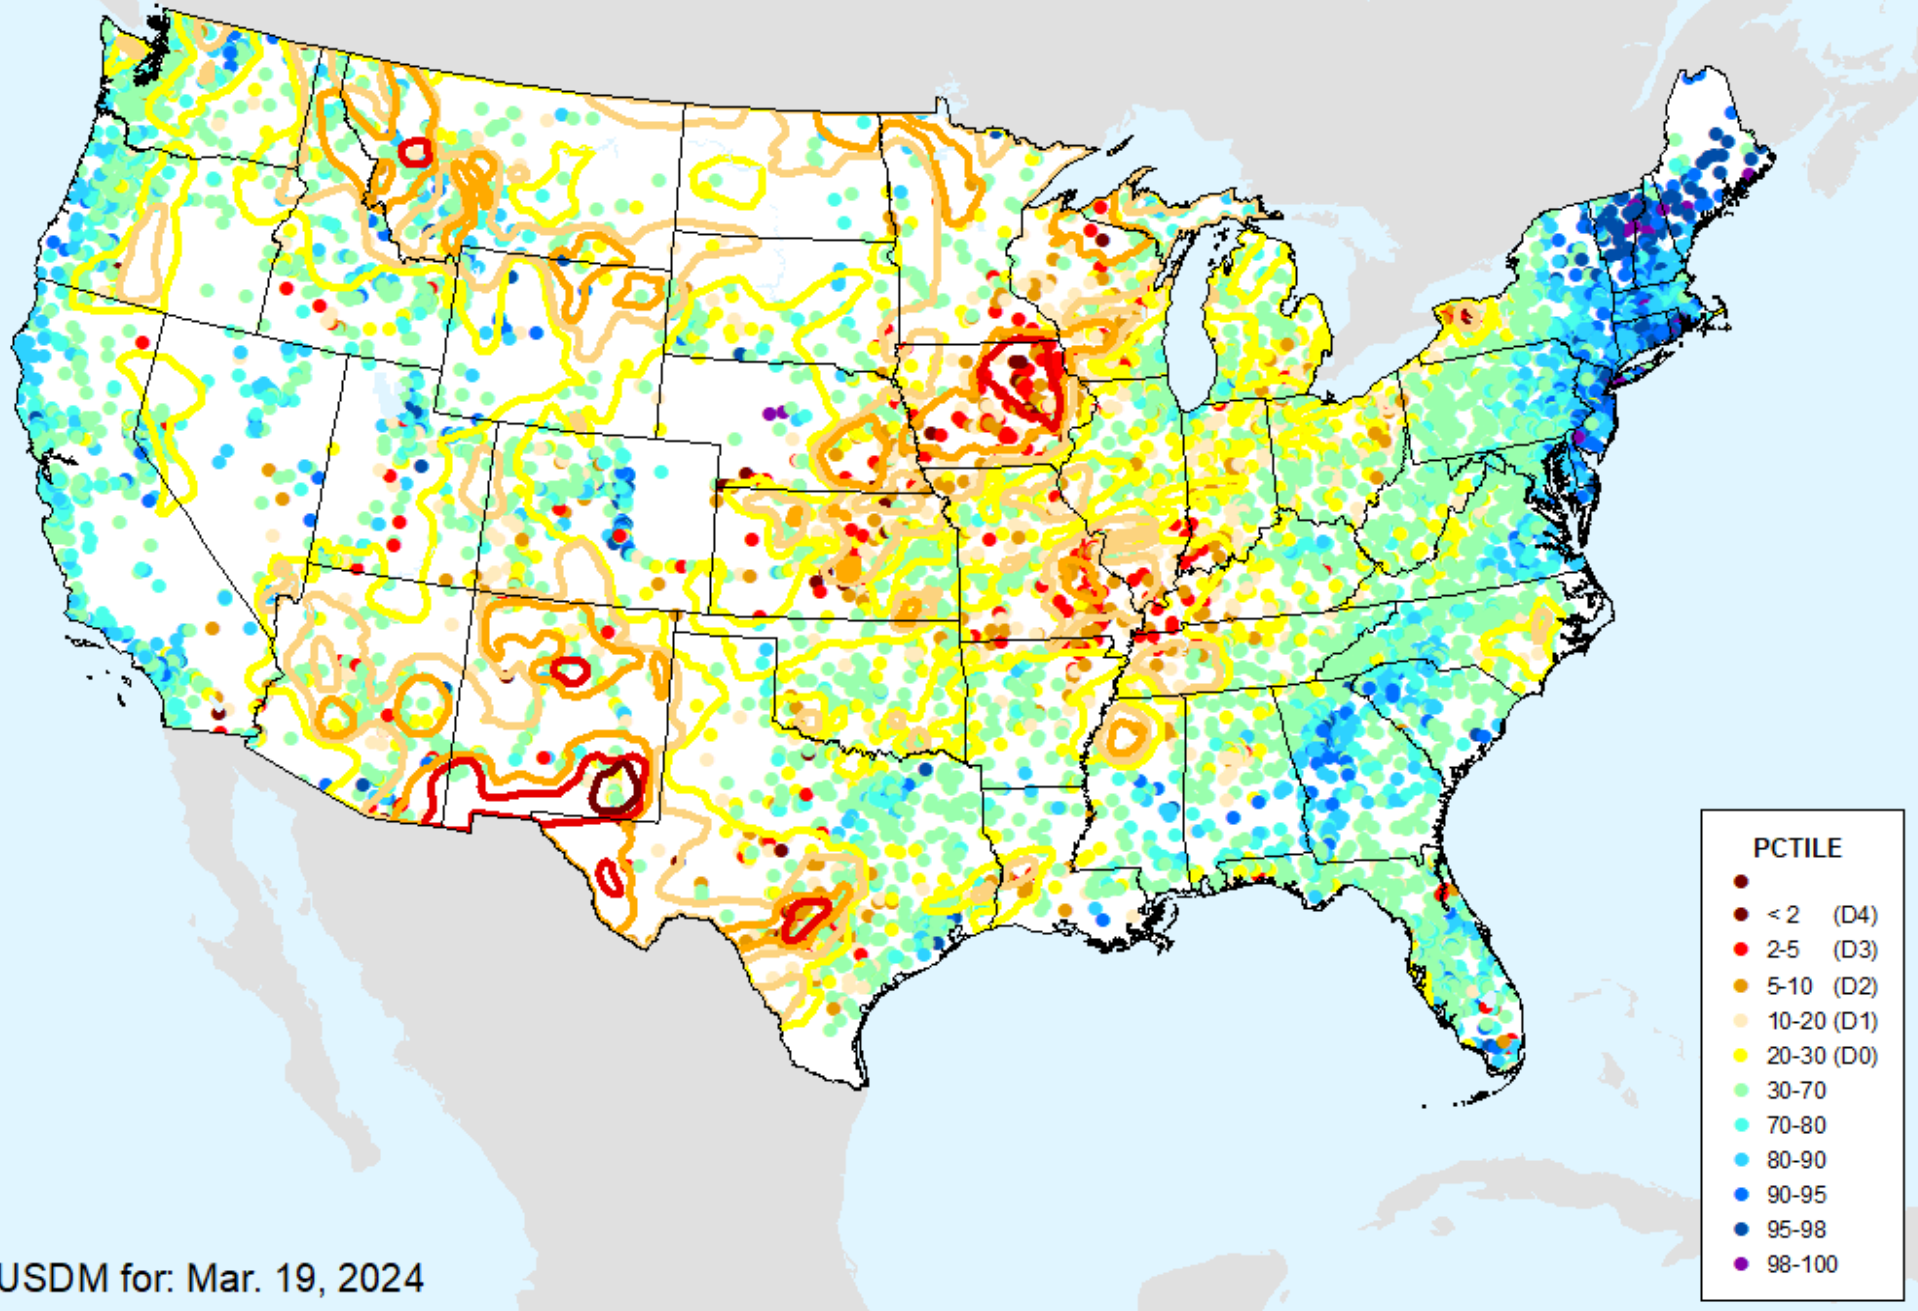 PCTILE
< 2 (D4)
2-5 (D3)
5-10 (D2)
10-20 (D1)
20-30 (D0)
30-70
70-80
80-90
90-95
95-98
98-100
USDM for: Mar. 19, 2024